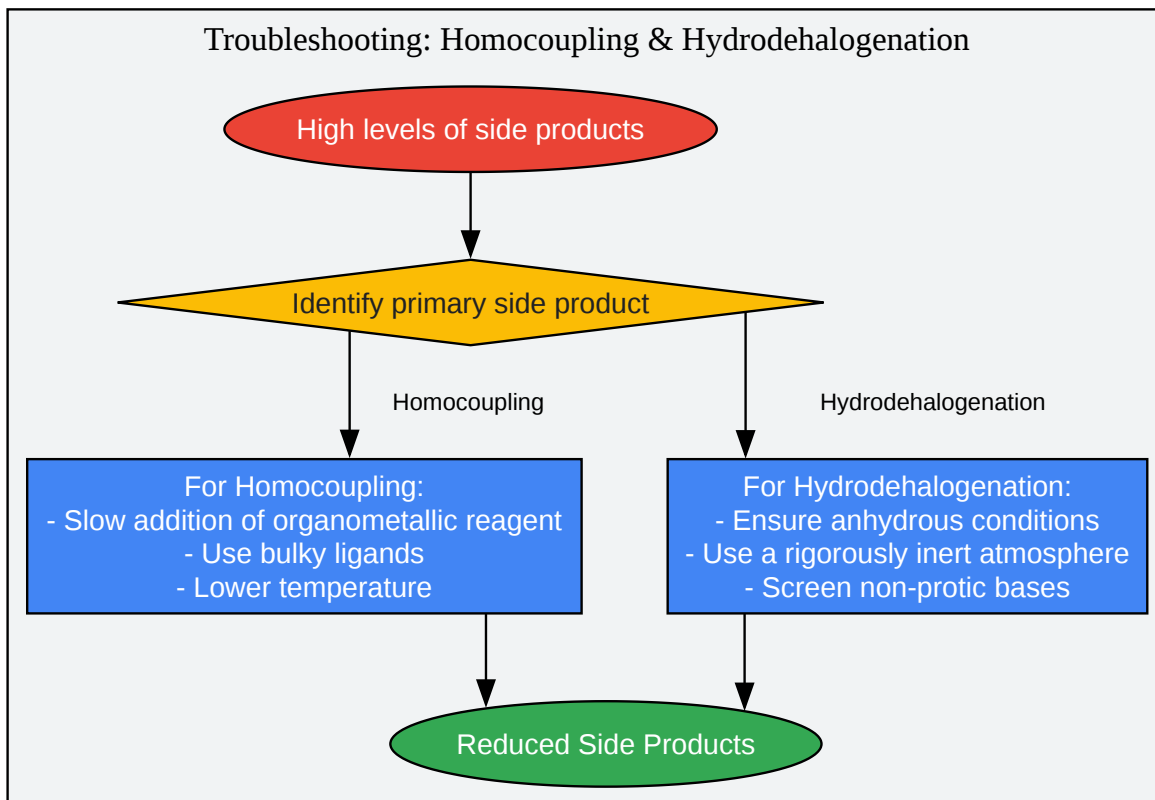 Troubleshooting: Homocoupling & Hydrodehalogenation
High levels of side products
Identify primary side product
Homocoupling
Hydrodehalogenation
For Homocoupling:
- Slow addition of organometallic reagent
- Use bulky ligands
- Lower temperature
For Hydrodehalogenation:
- Ensure anhydrous conditions
- Use a rigorously inert atmosphere
- Screen non-protic bases
Reduced Side Products